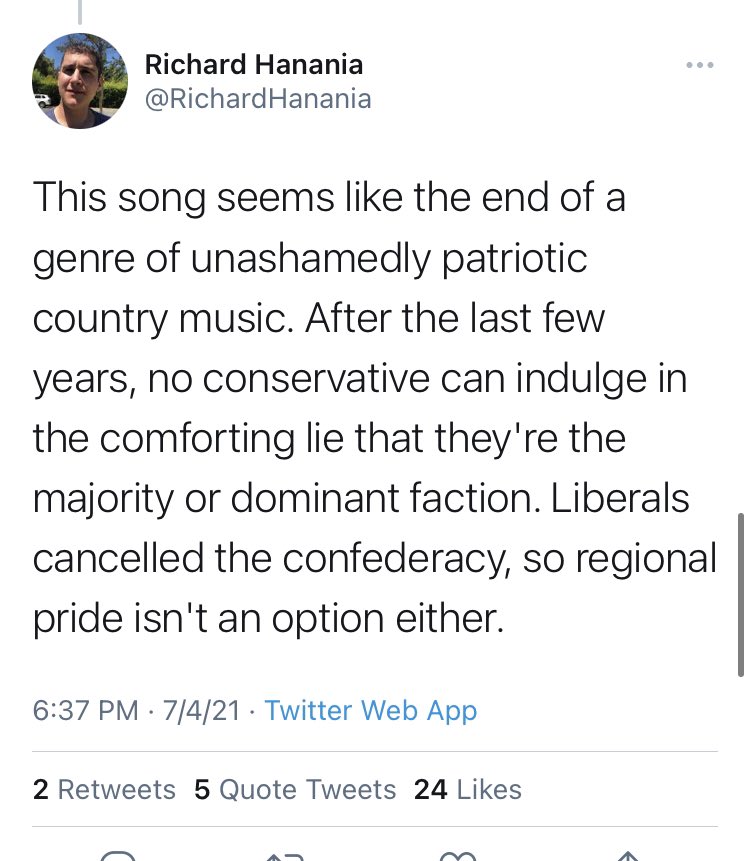 Richard Hanania
@RichardHanania
This song seems like the end of a
genre of unashamedly patriotic
country music. After the last few
years, no conservative can indulge in
the comforting lie that they're the
majority or dominant faction. Liberals
cancelled the confederacy, so regional
pride isn't an option either.
6:37 PM · 7/4/21 · Twitter Web App
2 Retweets 5 Quote Tweets 24 Likes